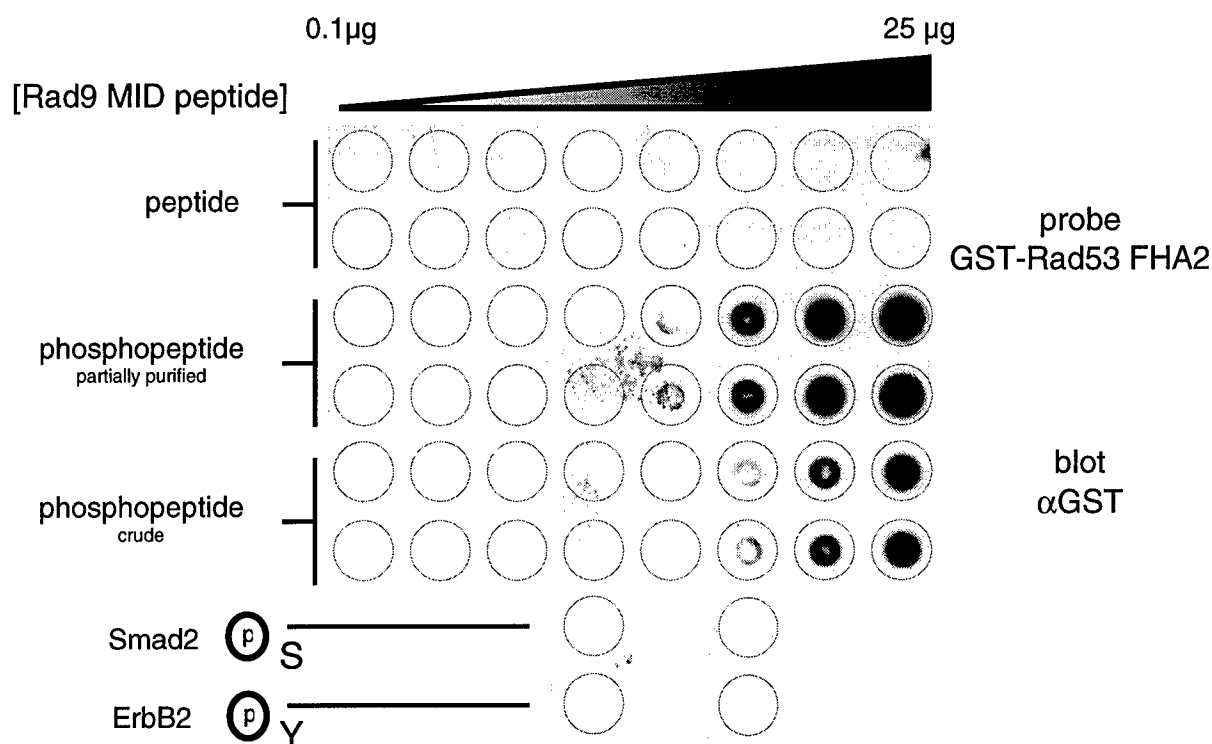 0.1µg 25 µg
[Rad9 MID peptide]
peptide
probe
GST-Rad53 FHA2
phosphopeptide
partially purified
blot
αGST
phosphopeptide
crude
Smad2 p S
ErbB2 p Y